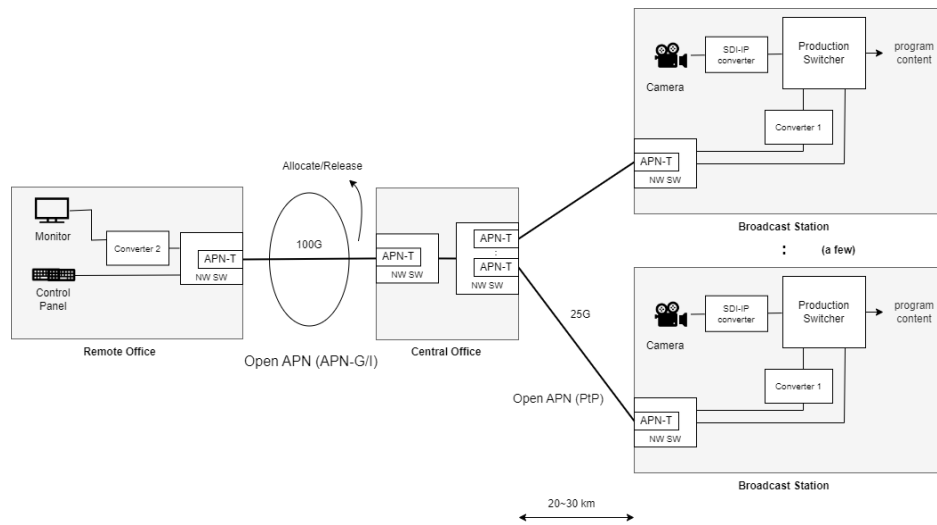 Camera
SDI-IP
converter
Production
Switcher
program
content
Converter 1
APN-T
NW SW
Broadcast Station
:
(a few)
Allocate/Release
Monitor
Converter 2
Control
Panel
APN-T
NW SW
Remote Office
100G
Open APN (APN-G/I)
APN-T
NW SW
APN-T
:
APN-T
NW SW
Central Office
25G
Open APN (PtP)
20~30 km
Camera
SDI-IP
converter
Production
Switcher
program
content
Converter 1
APN-T
NW SW
Broadcast Station